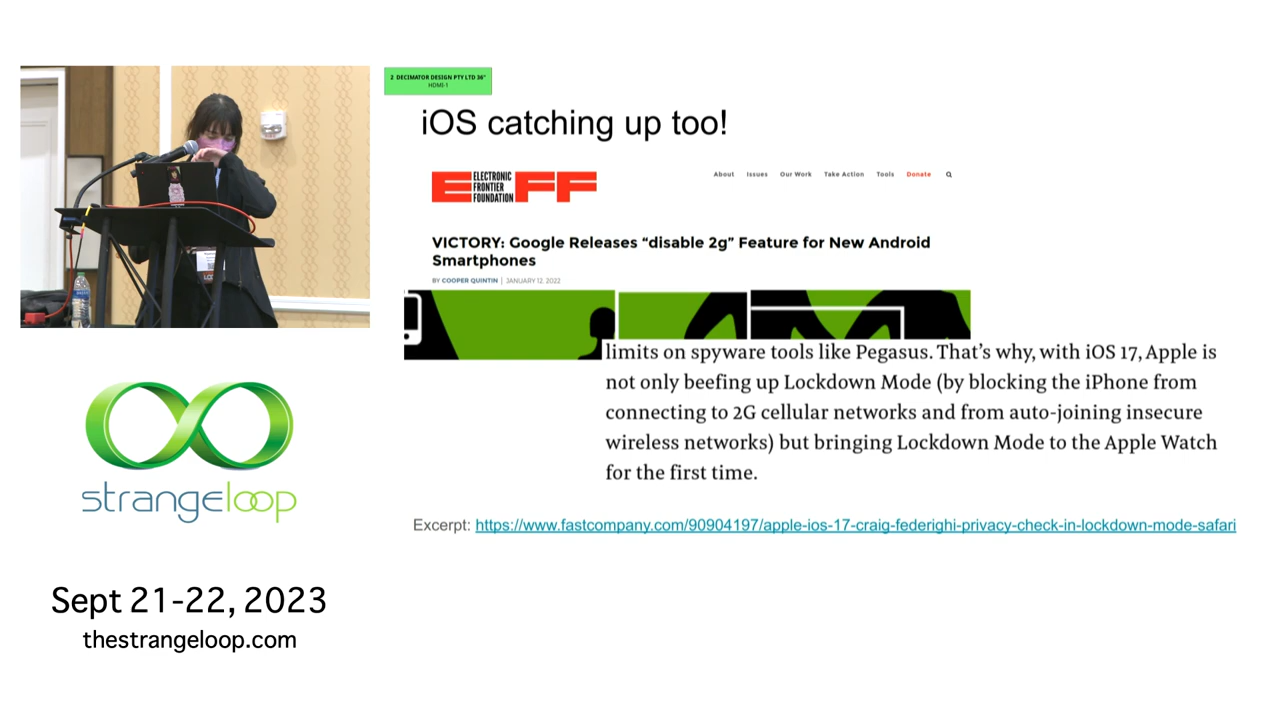 2 DECIMATOR DESIGN PTY LTD 36"
HDMI-1
iOS catching up too!
ELECTRONIC
FRONTIER
FOUNDATION
About Issues Our Work Take Action Tools Donate
VICTORY: Google Releases “disable 2g” Feature for New Android
Smartphones
BY COOPER QUINTIN | JANUARY 12, 2022
limits on spyware tools like Pegasus. That’s why, with iOS 17, Apple is
not only beefing up Lockdown Mode (by blocking the iPhone from
connecting to 2G cellular networks and from auto-joining insecure
wireless networks) but bringing Lockdown Mode to the Apple Watch
for the first time.
Excerpt: https://www.fastcompany.com/90904197/apple-ios-17-craig-federighi-privacy-check-in-lockdown-mode-safari
strangeloop
Sept 21-22, 2023
thestrangeloop.com